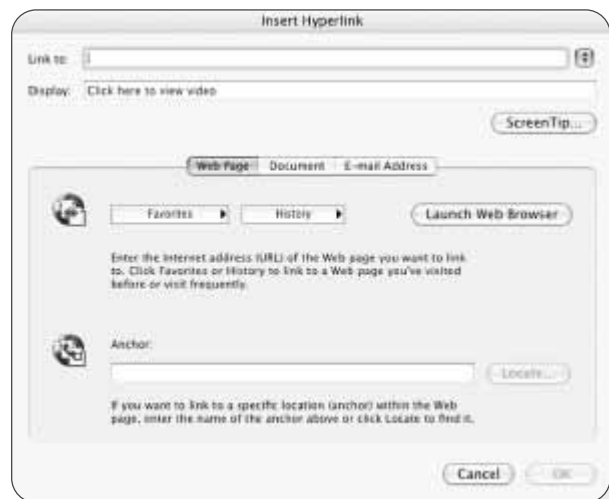 Insert Hyperlink
Link to:
Display: Click here to view video
ScreenTip...
Web Page Document E-mail Address
Favorites History Launch Web Browser
Enter the Internet address (URL) of the Web page you want to link
to. Click Favorites or History to link to a Web page you've visited
before or visit frequently.
Anchor:
Locate...
If you want to link to a specific location (anchor) within the Web
page, enter the name of the anchor above or click Locate to find it.
Cancel OK